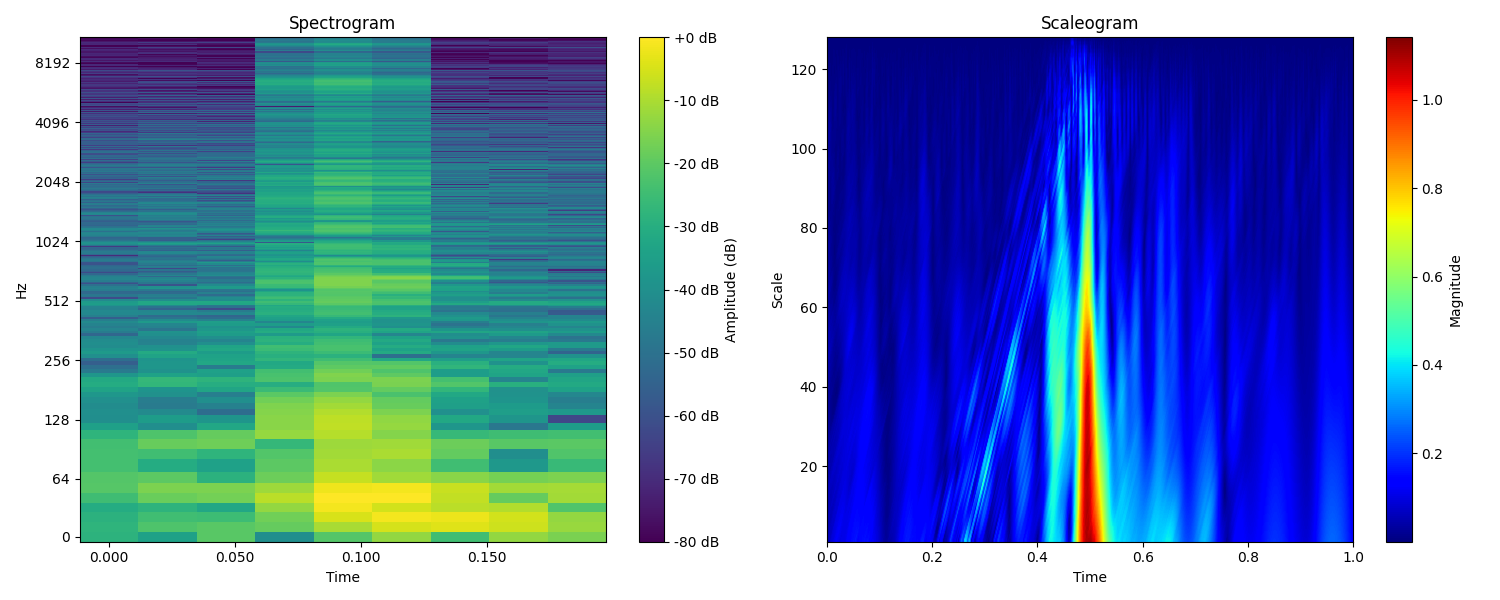 Spectrogram
Hz
8192
4096
2048
1024
512
256
128
64
0
0.000 0.050 0.100 0.150
Time
+0 dB
-10 dB
-20 dB
-30 dB
-40 dB
-50 dB
-60 dB
-70 dB
-80 dB
Amplitude (dB)
Scaleogram
Scale
120
100
80
60
40
20
0.0 0.2 0.4 0.6 0.8 1.0
Time
1.0
0.8
0.6
0.4
0.2
Magnitude